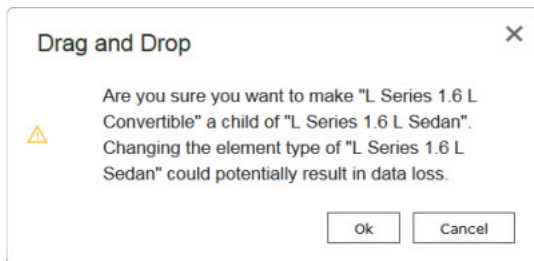 Drag and Drop
Are you sure you want to make "L Series 1.6 L
Convertible" a child of "L Series 1.6 L Sedan".
Changing the element type of "L Series 1.6 L
Sedan" could potentially result in data loss.
Ok Cancel